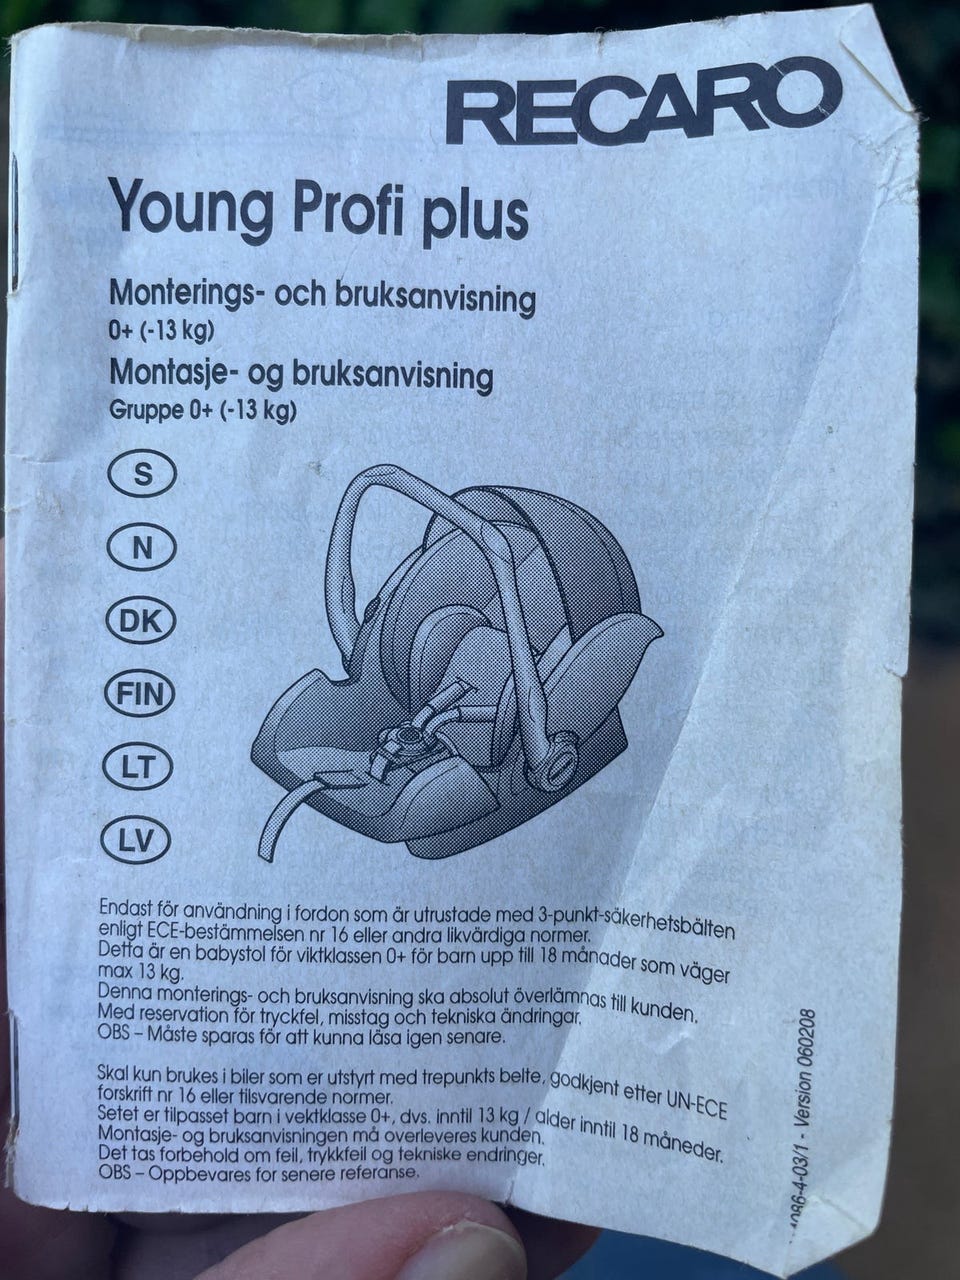 RECARO
Young Profi plus
Monterings- och bruksanvisning
0+ (-13 kg)
Montasje- og bruksanvisning
Gruppe 0+ (-13 kg)
S
N
DK
FIN
LT
LV
Endast för användning i fordon som är utrustade med 3-punkt-säkerhetsbälten
enligt ECE-bestämmelsen nr 16 eller andra likvärdiga normer.
Detta är en babystol för viktklassen 0+ för barn upp till 18 månader som väger
max 13 kg.
Denna monterings- och bruksanvisning ska absolut överlämnas till kunden.
Med reservation för tryckfel, misstag och tekniska ändringar.
OBS – Måste sparas för att kunna läsa igen senare.
Skal kun brukes i biler som er utstyrt med trepunkts belte, godkjent etter UN-ECE
forskrift nr 16 eller tilsvarende normer.
Setet er tilpasset barn i vektklasse 0+, dvs. inntil 13 kg / alder inntil 18 måneder.
Montasje- og bruksanvisningen må overleveres kunden.
Det tas forbehold om feil, trykkfeil og tekniske endringer.
OBS – Oppbevares for senere referanse.
- Version 060208